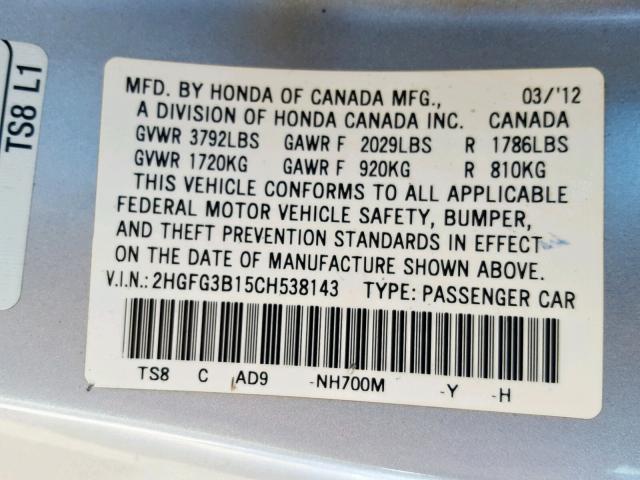 TS8 L1
MFD. BY HONDA OF CANADA MFG., 03/'12
A DIVISION OF HONDA CANADA INC. CANADA
GVWR 3792LBS GAWR F 2029LBS R 1786LBS
GVWR 1720KG GAWR F 920KG R 810KG
THIS VEHICLE CONFORMS TO ALL APPLICABLE
FEDERAL MOTOR VEHICLE SAFETY, BUMPER,
AND THEFT PREVENTION STANDARDS IN EFFECT
ON THE DATE OF MANUFACTURE SHOWN ABOVE.
V.I.N.: 2HGFG3B15CH538143 TYPE: PASSENGER CAR
TS8 C AD9 -NH700M -Y -H